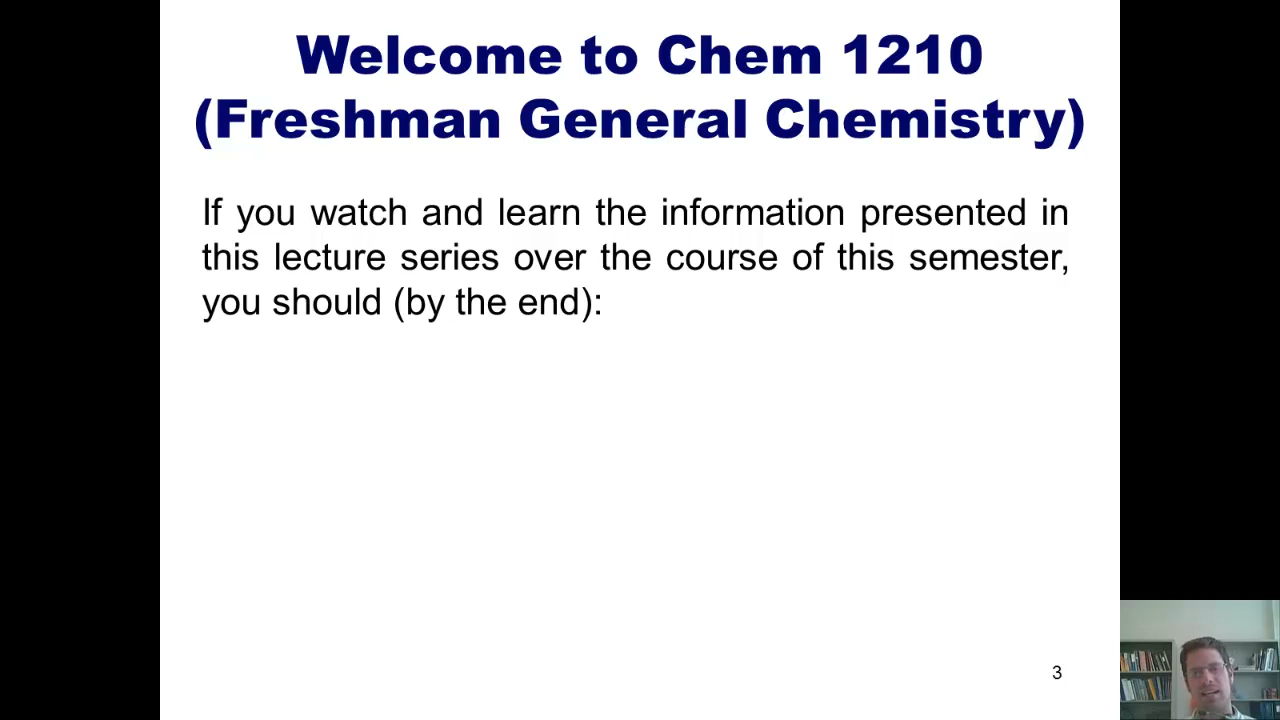 Welcome to Chem 1210
(Freshman General Chemistry)
If you watch and learn the information presented in
this lecture series over the course of this semester,
you should (by the end):
3